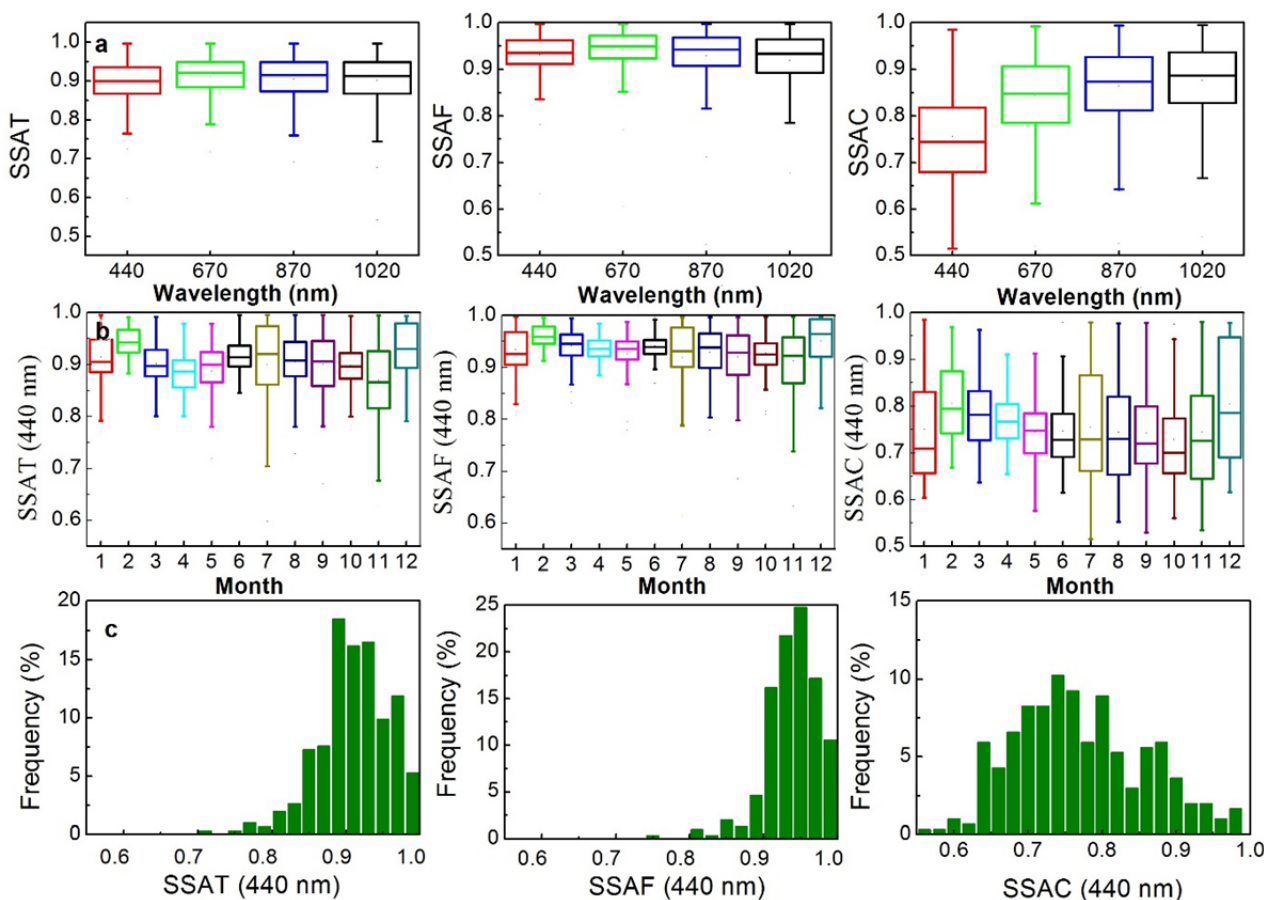 a
SSAT
1.0
0.9
0.8
0.7
0.6
0.5
440 670 870 1020
Wavelength (nm)
SSAF
1.0
0.9
0.8
0.7
0.6
0.5
440 670 870 1020
Wavelength (nm)
SSAC
1.0
0.9
0.8
0.7
0.6
0.5
440 670 870 1020
Wavelength (nm)
b
SSAT (440 nm)
1.0
0.9
0.8
0.7
0.6
1 2 3 4 5 6 7 8 9 10 11 12
Month
SSAF (440 nm)
1.0
0.9
0.8
0.7
0.6
1 2 3 4 5 6 7 8 9 10 11 12
Month
SSAC (440 nm)
1.0
0.9
0.8
0.7
0.6
0.5
1 2 3 4 5 6 7 8 9 10 11 12
Month
c
Frequency (%)
20
15
10
5
0
0.6 0.7 0.8 0.9 1.0
SSAT (440 nm)
Frequency (%)
25
20
15
10
5
0
0.6 0.7 0.8 0.9 1.0
SSAF (440 nm)
Frequency (%)
15
10
5
0
0.6 0.7 0.8 0.9 1.0
SSAC (440 nm)